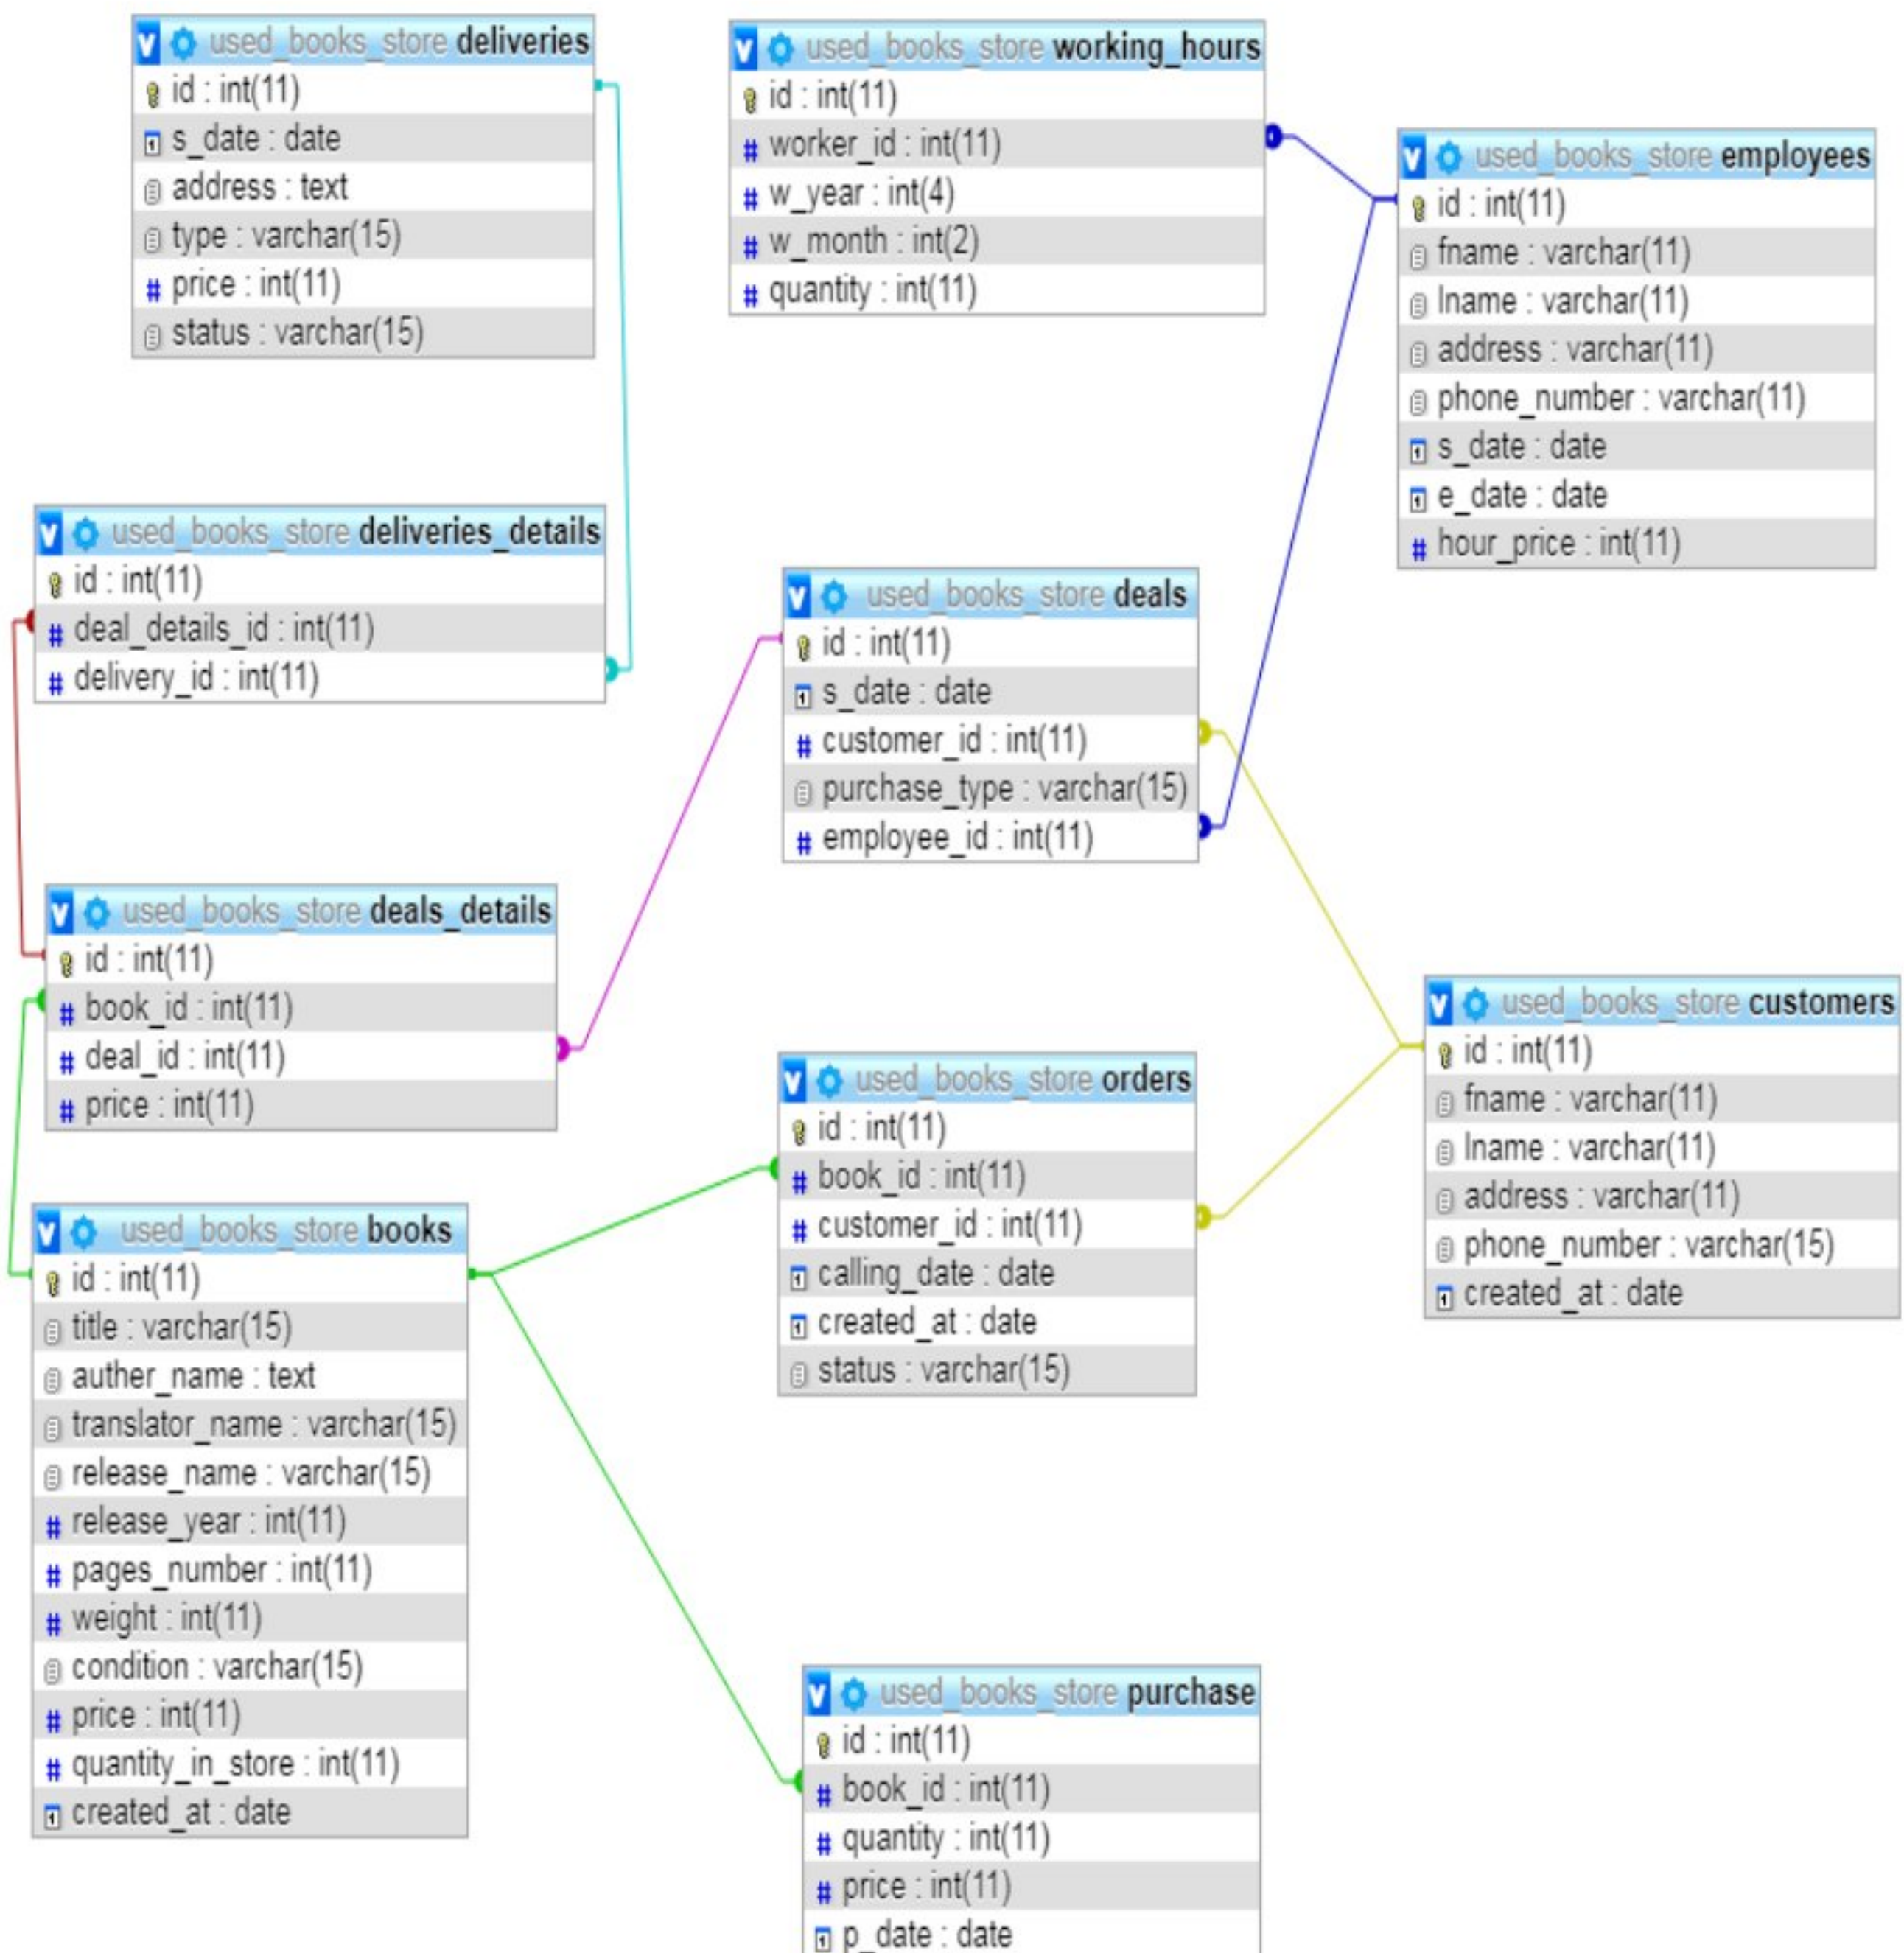 used_books_store deliveries
id : int(11)
s_date : date
address : text
type : varchar(15)
price : int(11)
status : varchar(15)
used_books_store working_hours
id : int(11)
worker_id : int(11)
w_year : int(4)
w_month : int(2)
quantity : int(11)
used_books_store employees
id : int(11)
fname : varchar(11)
lname : varchar(11)
address : varchar(11)
phone_number : varchar(11)
s_date : date
e_date : date
hour_price : int(11)
used_books_store deliveries_details
id : int(11)
deal_details_id : int(11)
delivery_id : int(11)
used_books_store deals
id : int(11)
s_date : date
customer_id : int(11)
purchase_type : varchar(15)
employee_id : int(11)
used_books_store deals_details
id : int(11)
book_id : int(11)
deal_id : int(11)
price : int(11)
used_books_store orders
id : int(11)
book_id : int(11)
customer_id : int(11)
calling_date : date
created_at : date
status : varchar(15)
used_books_store customers
id : int(11)
fname : varchar(11)
lname : varchar(11)
address : varchar(11)
phone_number : varchar(15)
created_at : date
used_books_store books
id : int(11)
title : varchar(15)
auther_name : text
translator_name : varchar(15)
release_name : varchar(15)
release_year : int(11)
pages_number : int(11)
weight : int(11)
condition : varchar(15)
price : int(11)
quantity_in_store : int(11)
created_at : date
used_books_store purchase
id : int(11)
book_id : int(11)
quantity : int(11)
price : int(11)
p_date : date